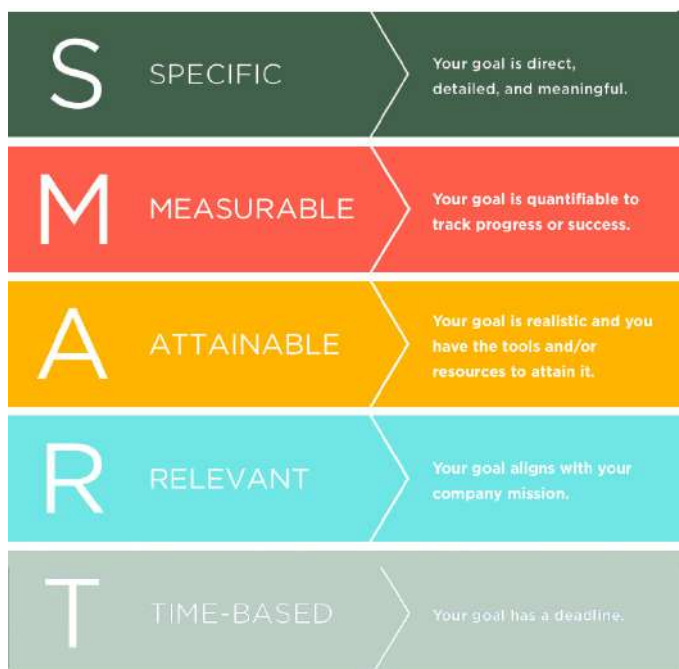 S
SPECIFIC
Your goal is direct,
detailed, and meaningful.
M
MEASURABLE
Your goal is quantifiable to
track progress or success.
A
ATTAINABLE
Your goal is realistic and you
have the tools and/or
resources to attain it.
R
RELEVANT
Your goal aligns with your
company mission.
T
TIME-BASED
Your goal has a deadline.